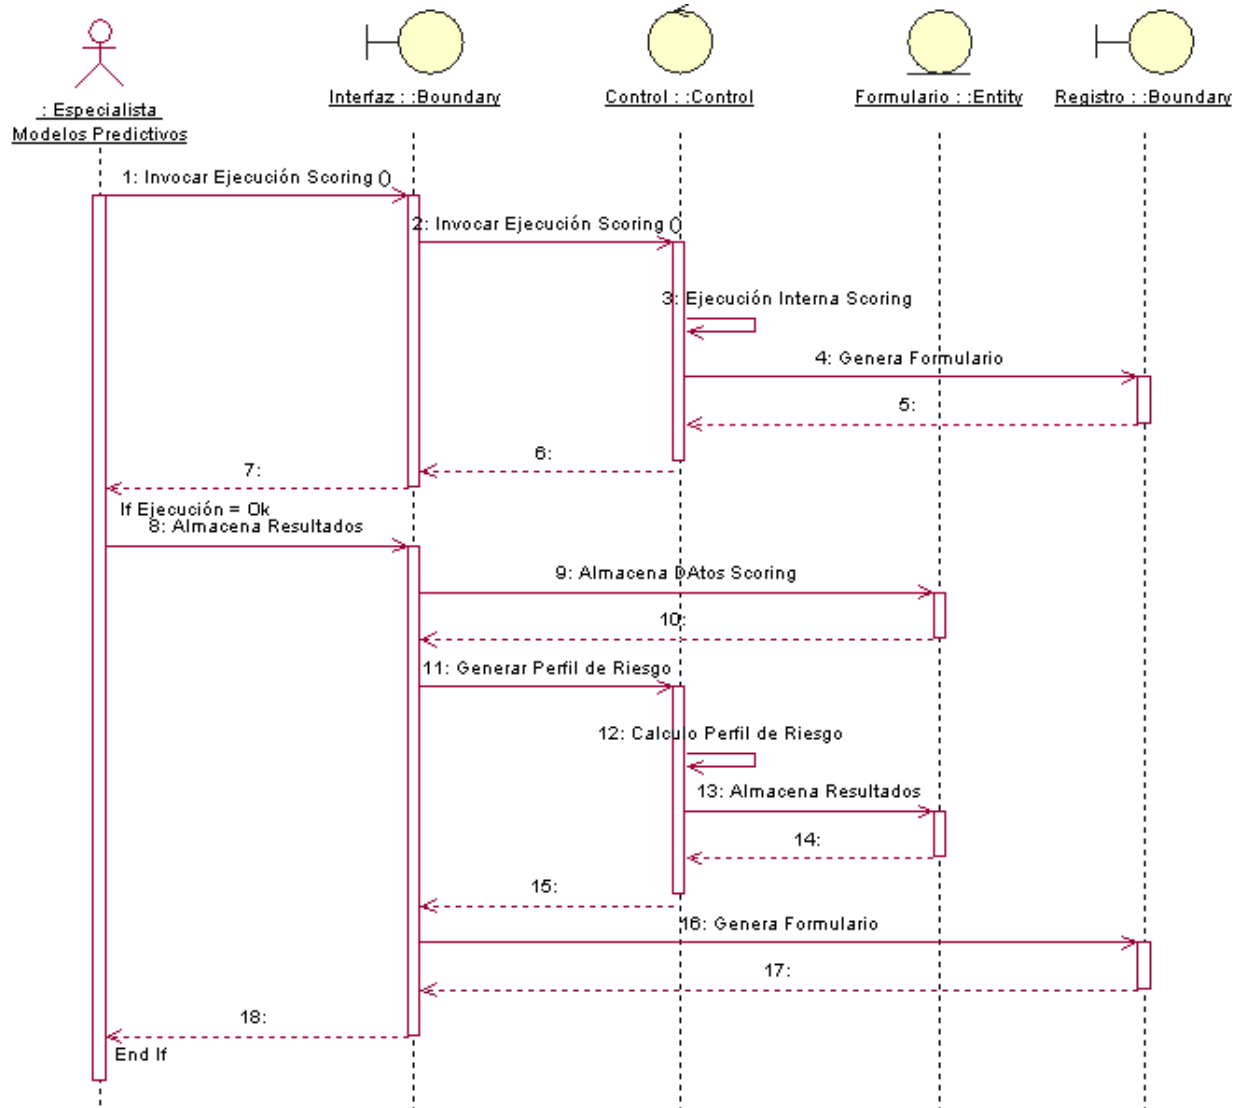 : Especialista
Modelos Predictivos
Interfaz : :Boundary
Control : :Control
Formulario : :Entity
Registro : :Boundary
1: Invocar Ejecución Scoring ()
2: Invocar Ejecución Scoring ()
3: Ejecución Interna Scoring
4: Genera Formulario
5:
6:
7:
If Ejecución = Ok
8: Almacena Resultados
9: Almacena DAtos Scoring
10:
11: Generar Perfil de Riesgo
12: Calculo Perfil de Riesgo
13: Almacena Resultados
14:
15:
16: Genera Formulario
17:
18:
End If